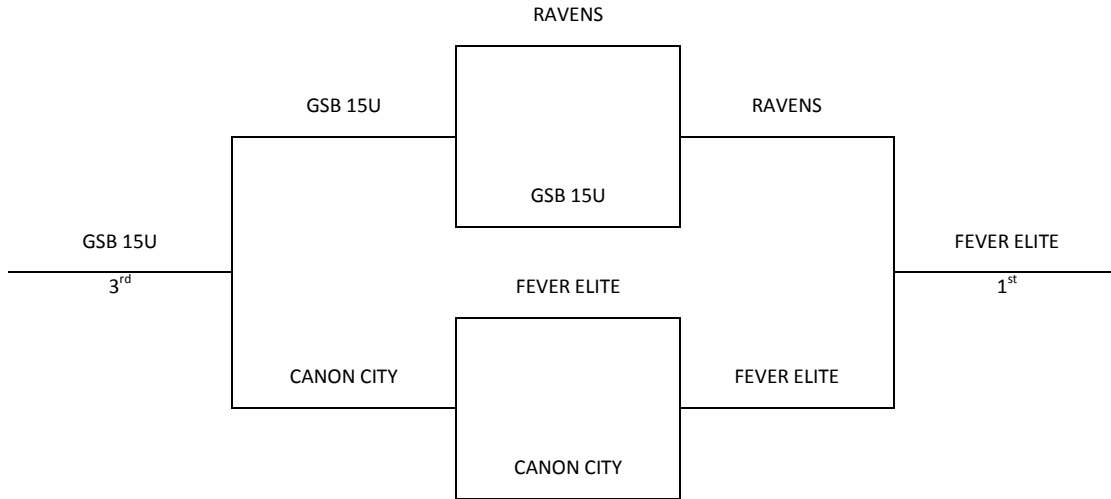 RAVENS
GSB 15U
RAVENS
GSB 15U
GSB 15U
FEVER ELITE
3rd
FEVER ELITE
1st
CANON CITY
FEVER ELITE
CANON CITY